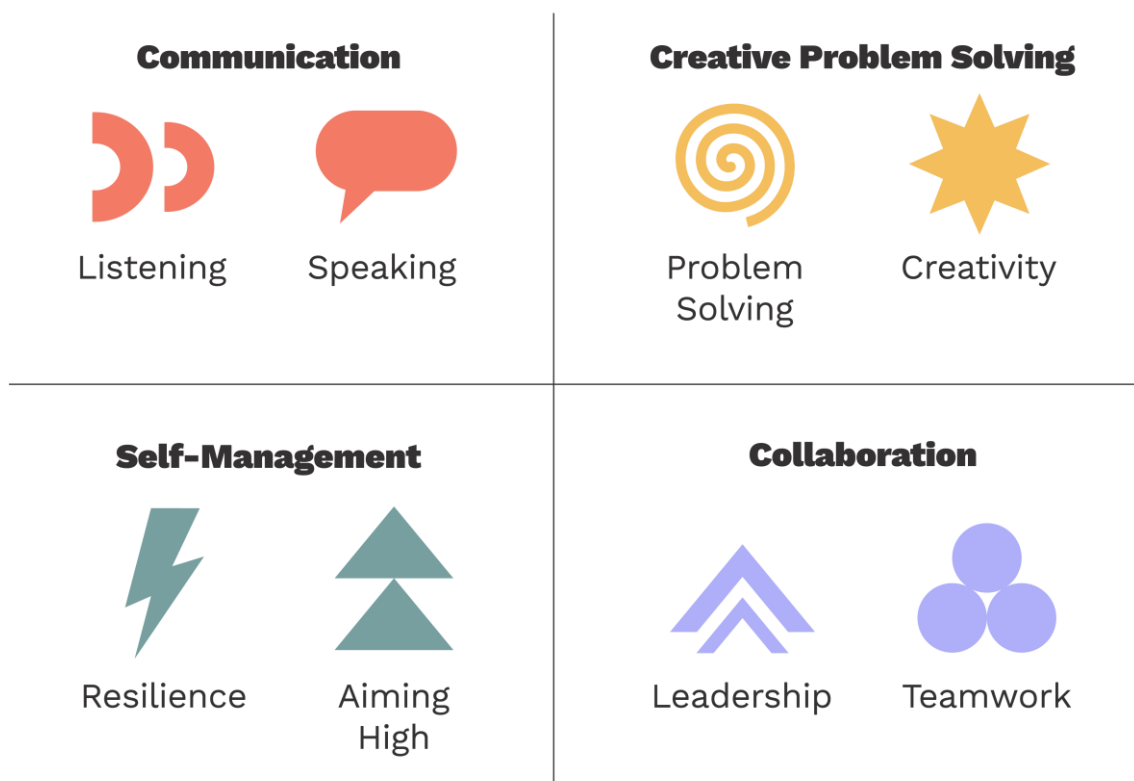 Communication
Listening
Speaking
Creative Problem Solving
Problem
Solving
Creativity
Self-Management
Resilience
Aiming
High
Collaboration
Leadership
Teamwork